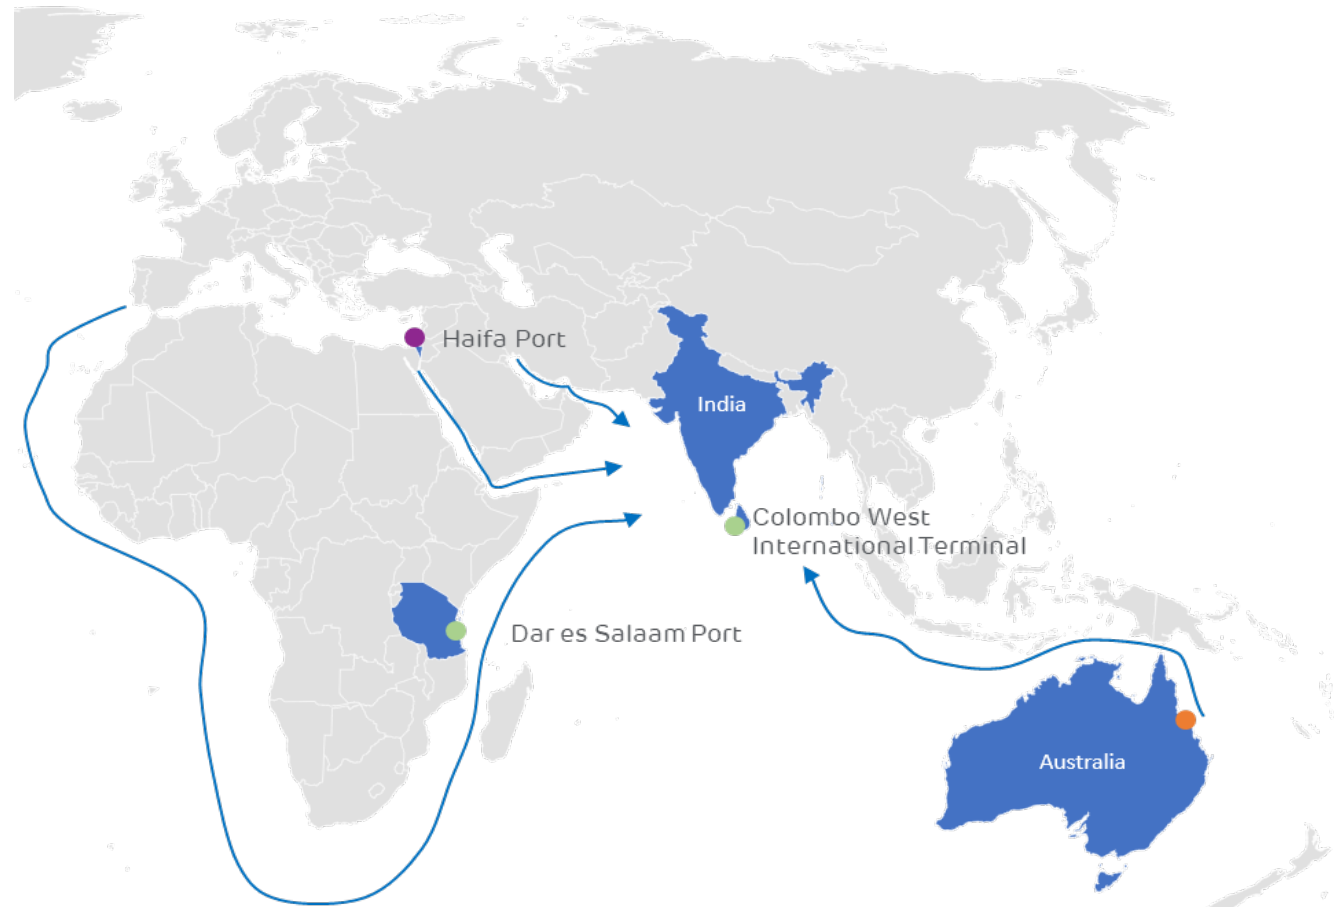 Haifa Port
India
Colombo West
International Terminal
Dar es Salaam Port
Australia